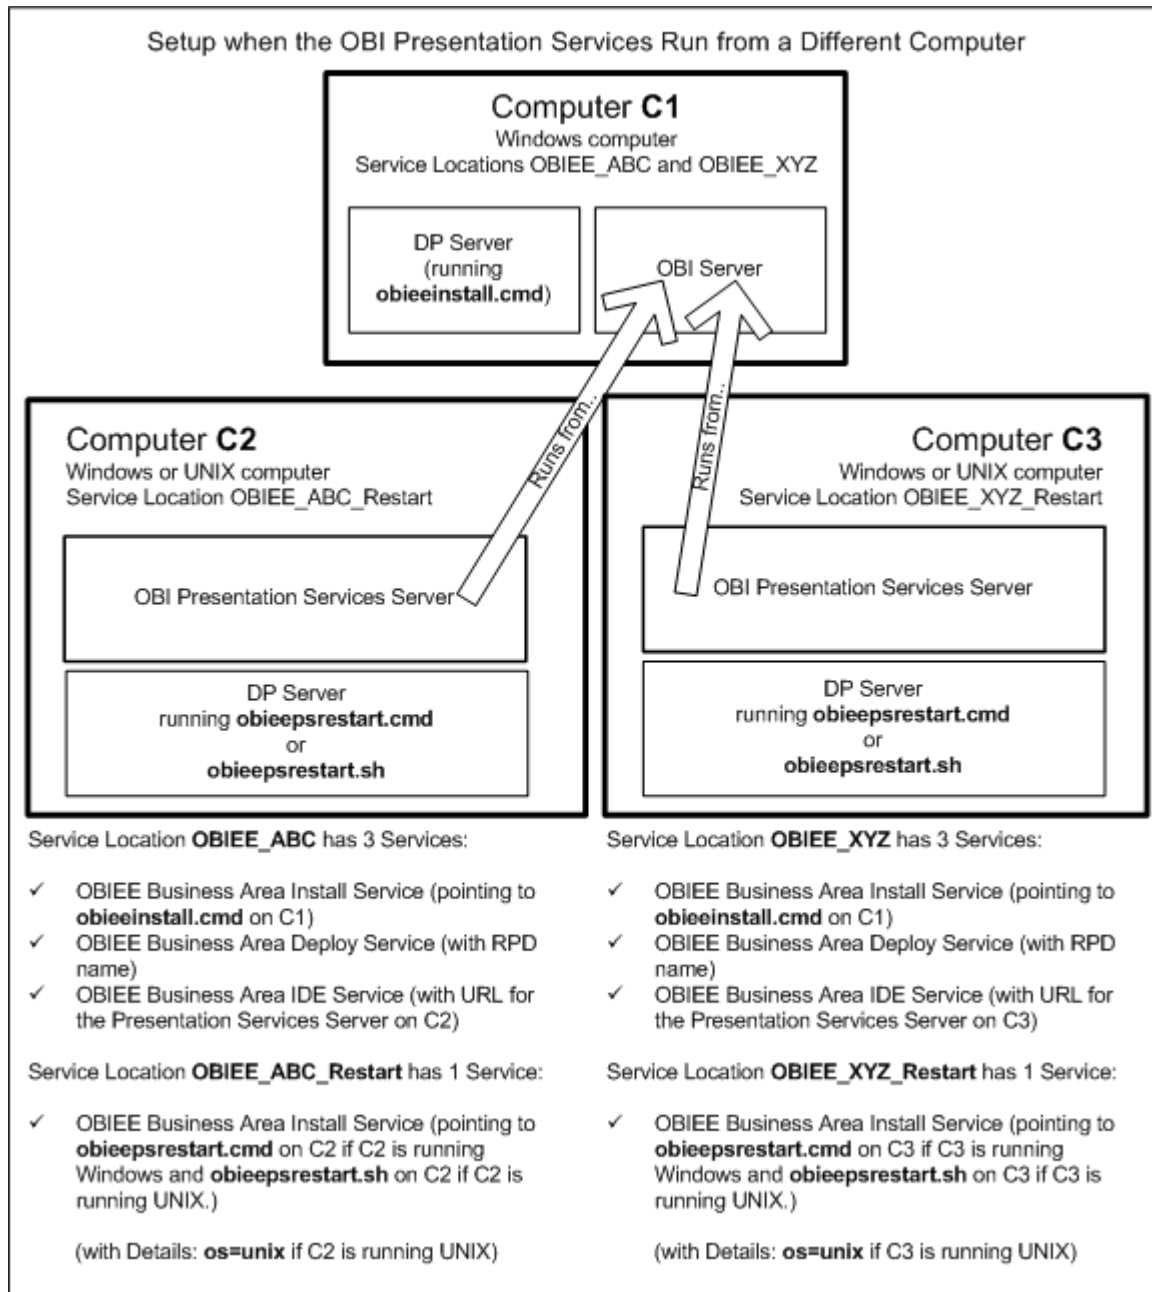 Setup when the OBI Presentation Services Run from a Different Computer
Computer C1
Windows computer
Service Locations OBIEE_ABC and OBIEE_XYZ
DP Server
(running
obieeinstall.cmd)
OBI Server
Runs from..
Runs from..
Computer C2
Windows or UNIX computer
Service Location OBIEE_ABC_Restart
OBI Presentation Services Server
DP Server
running obieepsrestart.cmd
or
obieepsrestart.sh
Computer C3
Windows or UNIX computer
Service Location OBIEE_XYZ_Restart
OBI Presentation Services Server
DP Server
running obieepsrestart.cmd
or
obieepsrestart.sh
Service Location OBIEE_ABC has 3 Services:
✓ OBIEE Business Area Install Service (pointing to
obieeinstall.cmd on C1)
✓ OBIEE Business Area Deploy Service (with RPD
name)
✓ OBIEE Business Area IDE Service (with URL for
the Presentation Services Server on C2)
Service Location OBIEE_ABC_Restart has 1 Service:
✓ OBIEE Business Area Install Service (pointing to
obieepsrestart.cmd on C2 if C2 is running
Windows and obieepsrestart.sh on C2 if C2 is
running UNIX.)
(with Details: os=unix if C2 is running UNIX)
Service Location OBIEE_XYZ has 3 Services:
✓ OBIEE Business Area Install Service (pointing to
obieeinstall.cmd on C1)
✓ OBIEE Business Area Deploy Service (with RPD
name)
✓ OBIEE Business Area IDE Service (with URL for
the Presentation Services Server on C3)
Service Location OBIEE_XYZ_Restart has 1 Service:
✓ OBIEE Business Area Install Service (pointing to
obieepsrestart.cmd on C3 if C3 is running
Windows and obieepsrestart.sh on C3 if C3 is
running UNIX.)
(with Details: os=unix if C3 is running UNIX)